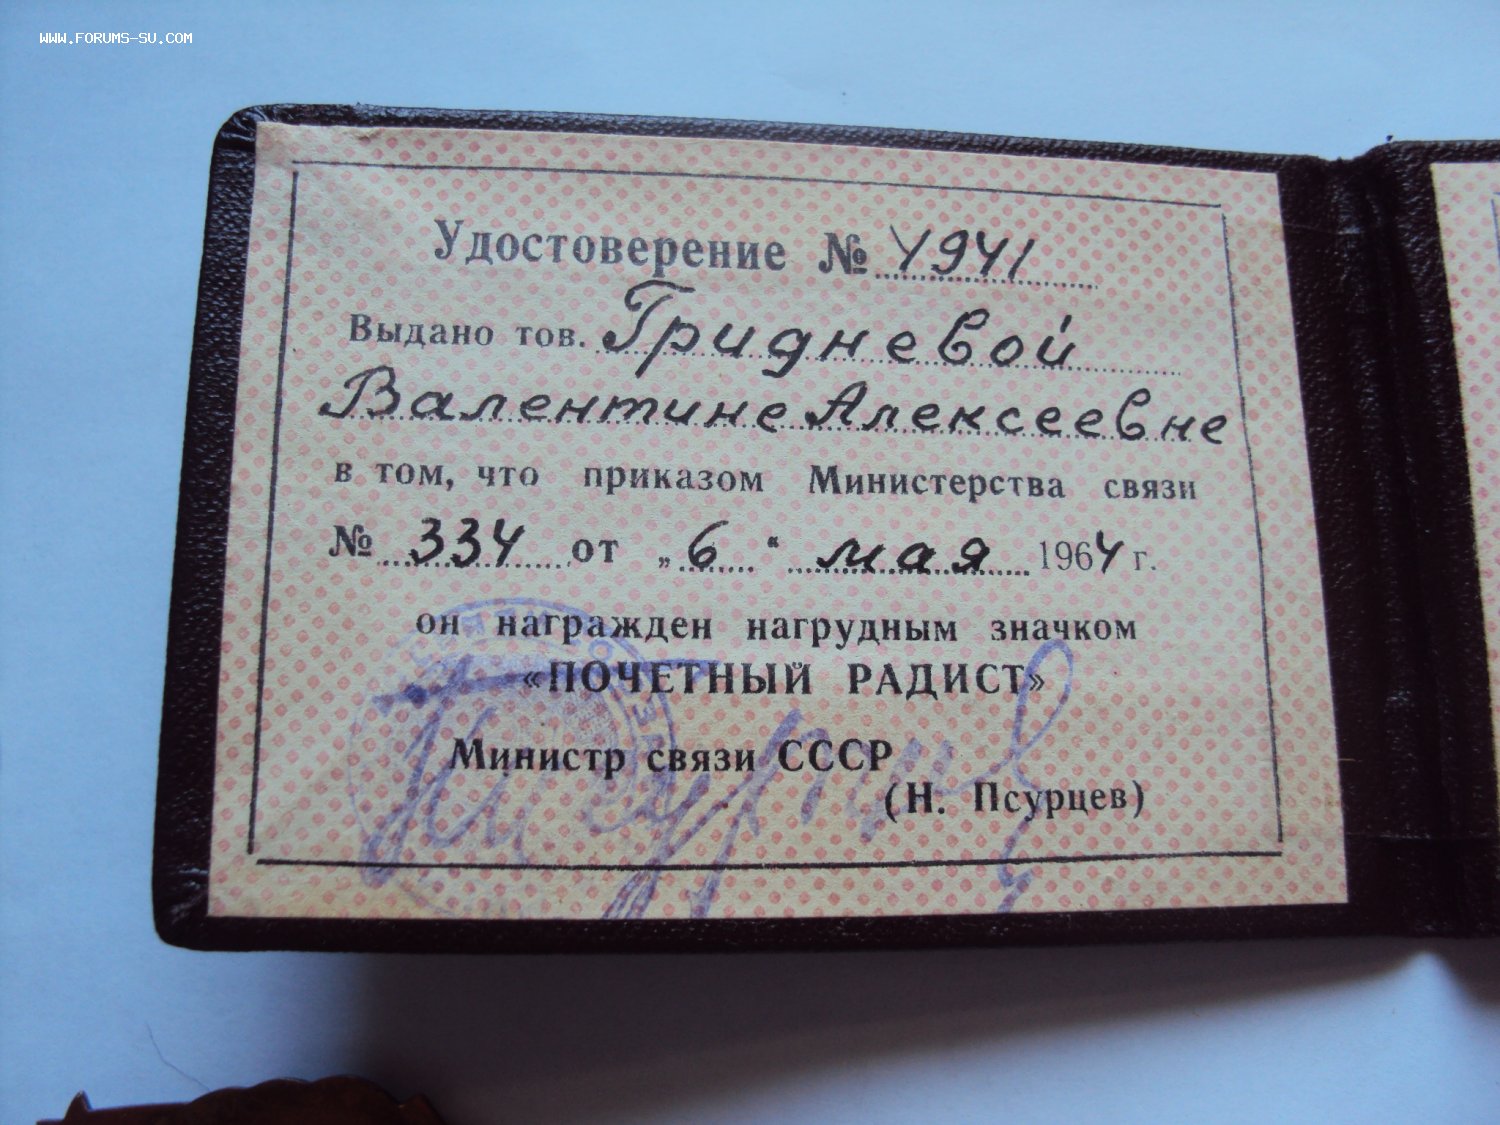 WWW.FORUMS-SU.COM
Удостоверение № 4941
Выдано тов. Гридневой
Валентине Алексеевне
в том, что приказом Министерства связи
№ 334 от „6“ мая 1964 г.
он награжден нагрудным значком
«ПОЧЕТНЫЙ РАДИСТ»
Министр связи СССР
(Н. Псурцев)